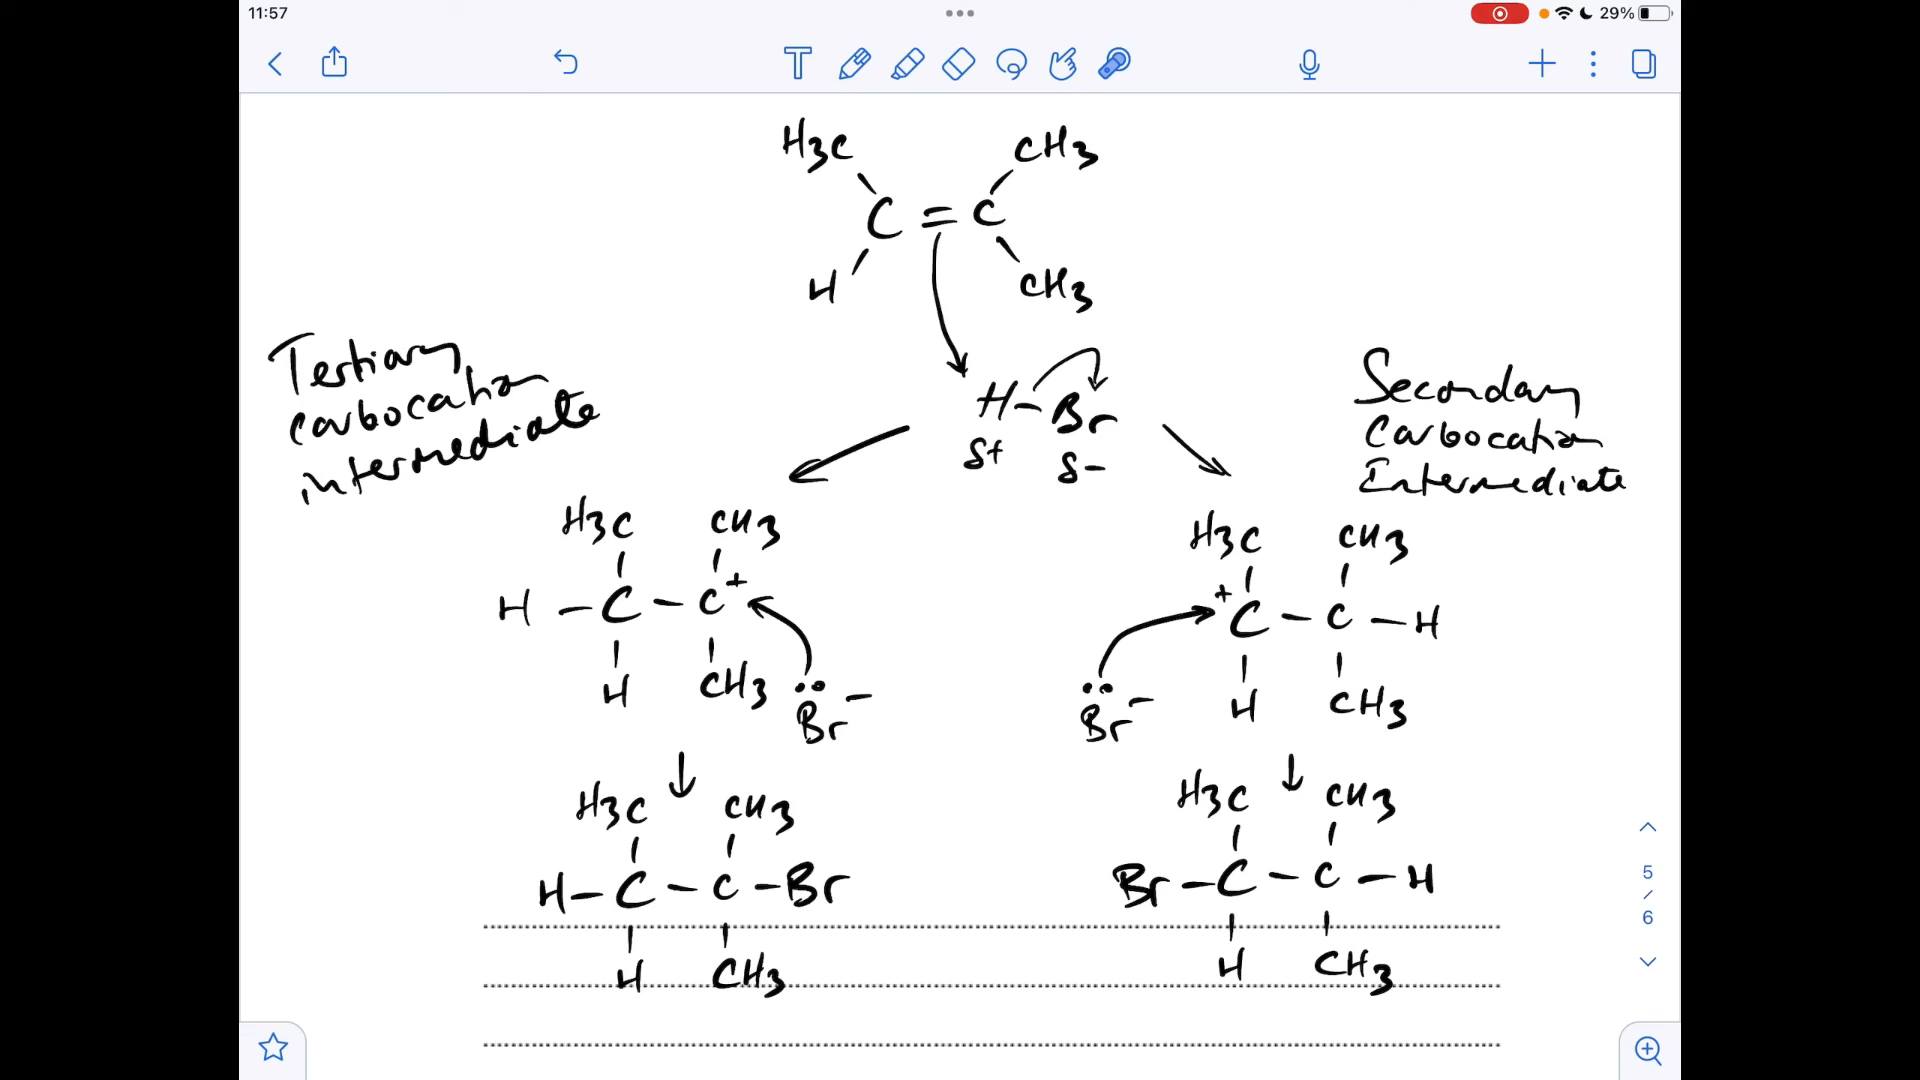 11:57
29%
H3C CH3
C = C
H CH3
Tertiary
carbocation
intermediate
H-Br
δ+ δ-
Secondary
Carbocation
Intermediate
H3C CH3
H - C - C+
H CH3
Br-
H3C CH3
+C - C - H
Br-
H CH3
H3C CH3
H - C - C - Br
H CH3
H3C CH3
Br - C - C - H
H CH3
5
/
6